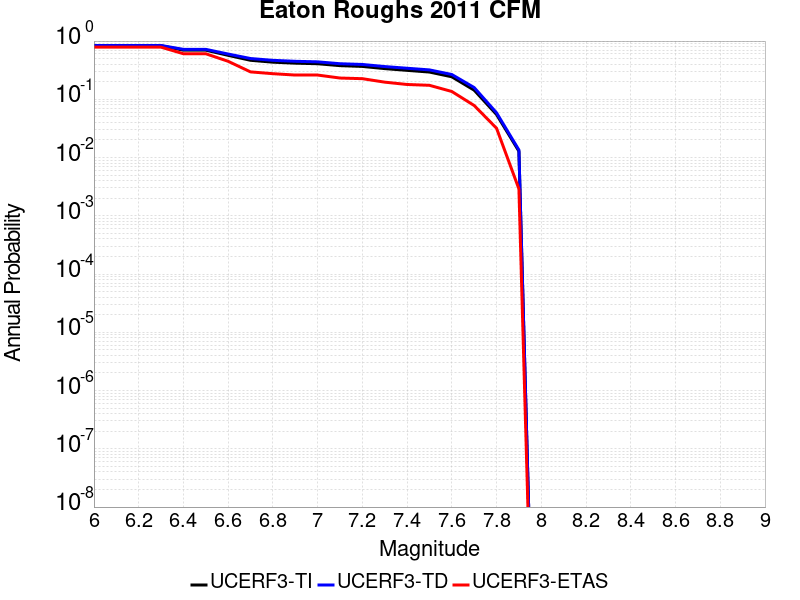 Eaton Roughs 2011 CFM
10^0
10^-1
10^-2
10^-3
10^-4
10^-5
10^-6
10^-7
10^-8
Annual Probability
6 6.2 6.4 6.6 6.8 7 7.2 7.4 7.6 7.8 8 8.2 8.4 8.6 8.8 9
Magnitude
UCERF3-TI UCERF3-TD UCERF3-ETAS